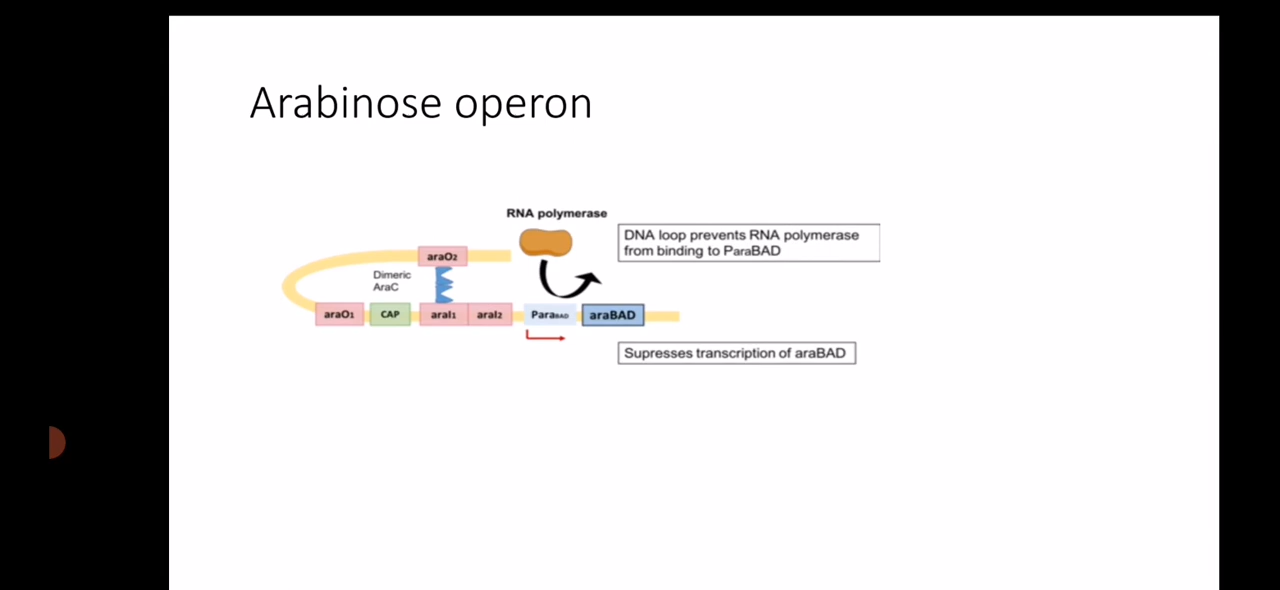 Arabinose operon
RNA polymerase
DNA loop prevents RNA polymerase
from binding to ParaBAD
araO2
Dimeric
AraC
araO1 CAP araI1 araI2 ParaBAD araBAD
Supresses transcription of araBAD